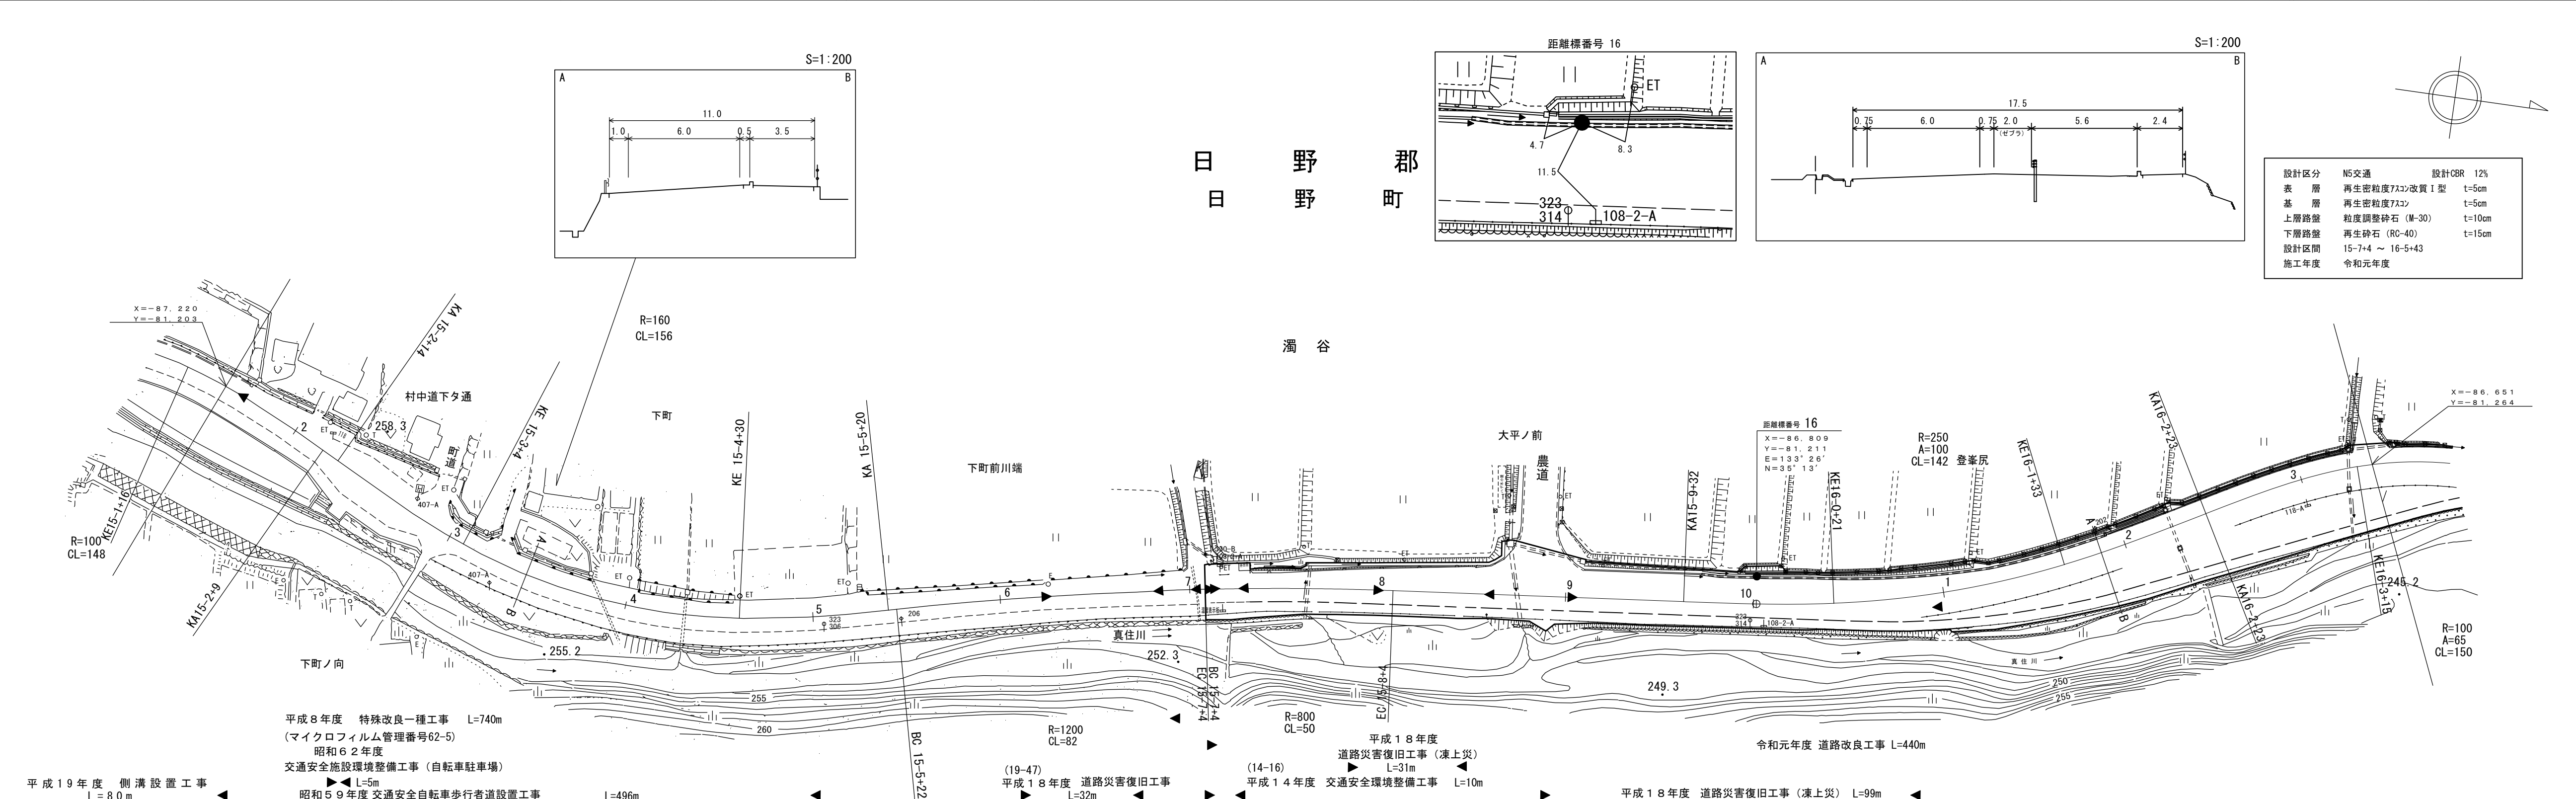 S=1:200
A B
11.0
1.0 6.0 0.5 3.5
日野郡
日野町
距離標番号 16
ET
4.7 8.3
11.5
323
314 108-2-A
S=1:200
A B
17.5
0.75 6.0 0.75 2.0 5.6 2.4
(ゼブラ)
設計区分 N5交通 設計CBR 12%
表層 再生密粒度アスコン改質Ⅰ型 t=5cm
基層 再生密粒度アスコン t=5cm
上層路盤 粒度調整砕石 (M-30) t=10cm
下層路盤 再生砕石 (RC-40) t=15cm
設計区間 15-7+4 ～ 16-5+43
施工年度 令和元年度
X=-87, 220
Y=-81, 203
KA 15-2+14
R=160
CL=156
濁谷
村中道下タ通
258.3
町道
KE 15-3+4
下町
KE 15-4+30
KA 15-5+20
下町前川端
大平ノ前
農道
距離標番号 16
X=-86, 809
Y=-81, 211
E=133°26′
N=35°13′
R=250
A=100
CL=142
登峯尻
KA15-9+32
KE16-0+21
KE16-1+33
KA16-2+23
X=-86, 651
Y=-81, 264
R=100
CL=148
KE15-1+16
KA15-2+9
2
3
4
5
6
7
8
9
10
1
2
3
ET
T
407-A
407-A
A
B
E
323
306
206
ET
323
314
108-2-A
202
118-A
A
B
真住川
真住川
下町ノ向
255.2
252.3
249.3
245.2
255
260
250
255
EC 15-7+4
BC 15-7+4
EC 15-8+4
BC 15-5+22
KA16-2+23
KE16-3+15
R=100
A=65
CL=150
R=1200
CL=82
R=800
CL=50
平成８年度 特殊改良一種工事 L=740m
(マイクロフィルム管理番号62-5)
昭和６２年度
交通安全施設環境整備工事（自転車駐車場）
L=5m
平成19年度 側溝設置工事
L=80m
昭和５９年度 交通安全自転車歩行者道設置工事 L=496m
(19-47)
平成１８年度 道路災害復旧工事
L=32m
(14-16)
平成１４年度 交通安全環境整備工事 L=10m
平成１８年度
道路災害復旧工事（凍上災）
L=31m
令和元年度 道路改良工事 L=440m
平成１８年度 道路災害復旧工事（凍上災） L=99m